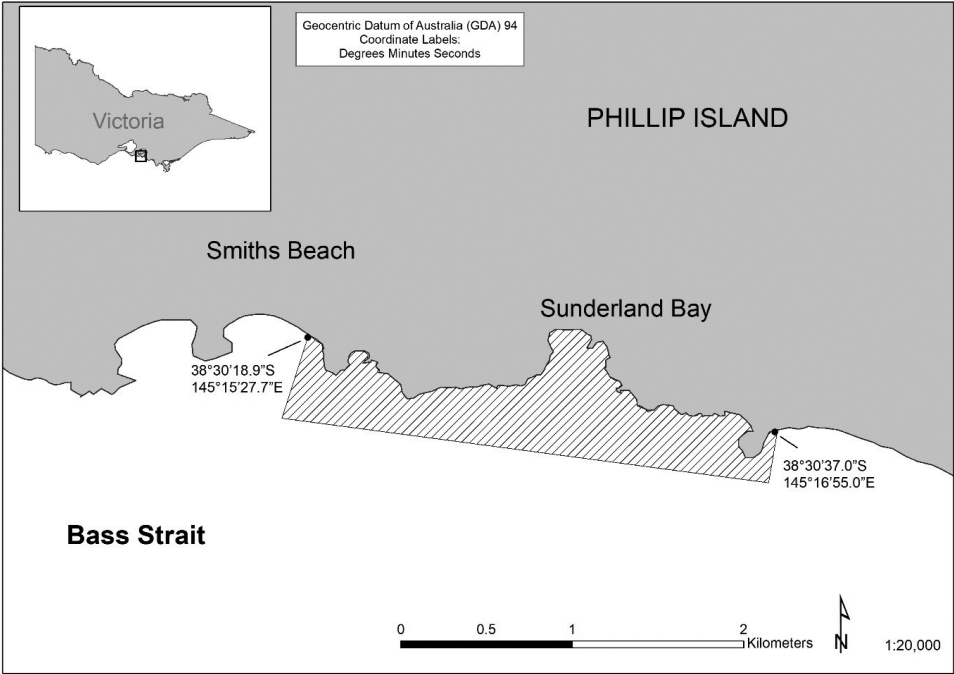 Geocentric Datum of Australia (GDA) 94
Coordinate Labels:
Degrees Minutes Seconds
Victoria
PHILLIP ISLAND
Smiths Beach
Sunderland Bay
38°30'18.9"S
145°15'27.7"E
38°30'37.0"S
145°16'55.0"E
Bass Strait
0 0.5 1 2
Kilometers
N
1:20,000